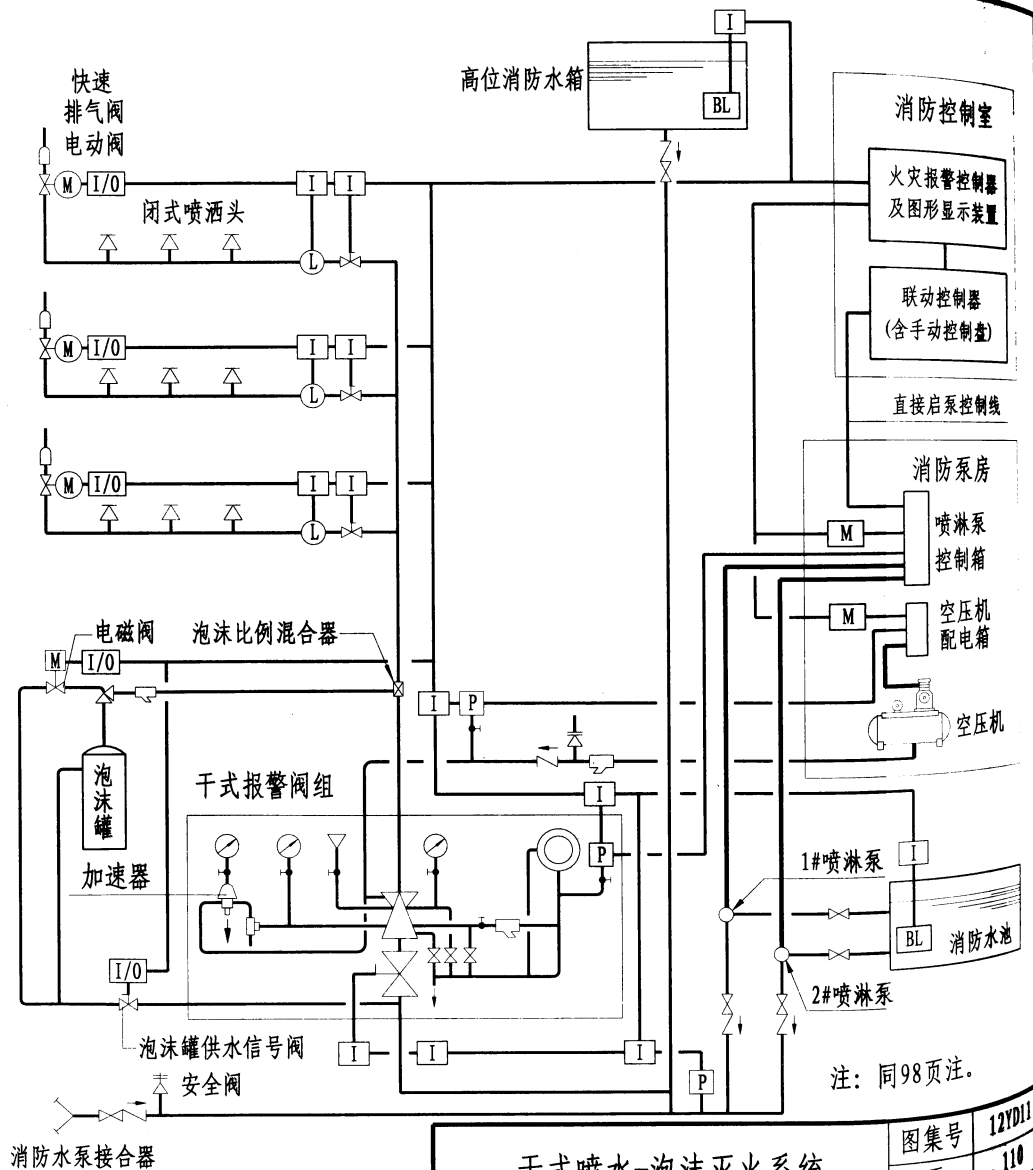 快速
排气阀
电动阀
M
I/O
I
I
闭式喷洒头
L
M
I/O
I
I
L
M
I/O
I
I
L
高位消防水箱
I
BL
消防控制室
火灾报警控制器
及图形显示装置
联动控制器
(含手动控制盘)
直接启泵控制线
消防泵房
喷淋泵
控制箱
M
空压机
配电箱
M
空压机
电磁阀
泡沫比例混合器
M
I/O
I
P
泡沫罐
干式报警阀组
加速器
I
P
I/O
泡沫罐供水信号阀
安全阀
I
I
I
P
1#喷淋泵
2#喷淋泵
I
BL
消防水池
消防水泵接合器
注：同98页注。
干式喷水-泡沫灭火系统
图集号
12YD11
110